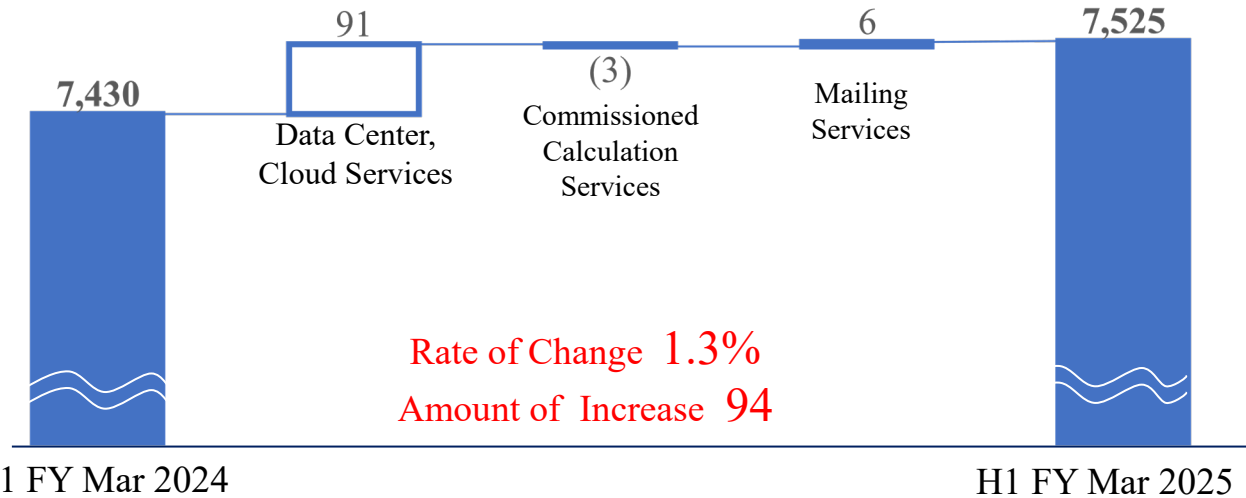 7,430
91
Data Center,
Cloud Services
(3)
Commissioned
Calculation
Services
6
Mailing
Services
7,525
Rate of Change 1.3%
Amount of Increase 94
1 FY Mar 2024
H1 FY Mar 2025